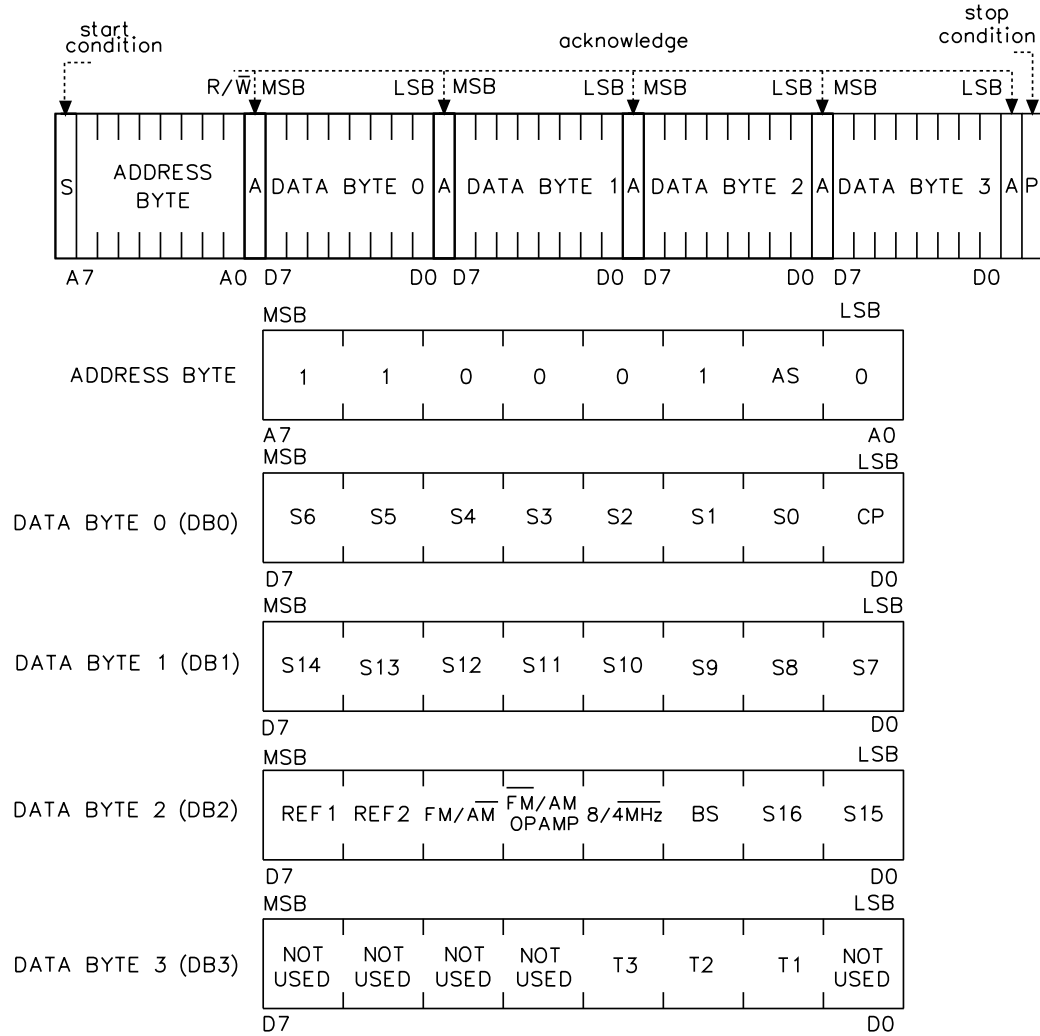 start
condition
acknowledge
stop
condition
R/W̅ MSB LSB MSB LSB MSB LSB MSB LSB
S ADDRESS BYTE A DATA BYTE 0 A DATA BYTE 1 A DATA BYTE 2 A DATA BYTE 3 A P
A7 A0 D7 D0 D7 D0 D7 D0 D7 D0
MSB LSB
ADDRESS BYTE 1 1 0 0 0 1 AS 0
A7 A0
MSB LSB
DATA BYTE 0 (DB0) S6 S5 S4 S3 S2 S1 S0 CP
D7 D0
MSB LSB
DATA BYTE 1 (DB1) S14 S13 S12 S11 S10 S9 S8 S7
D7 D0
MSB LSB
DATA BYTE 2 (DB2) REF1 REF2 FM/A̅M̅ F̅M̅/AM OPAMP 8/4̅M̅H̅z̅ BS S16 S15
D7 D0
MSB LSB
DATA BYTE 3 (DB3) NOT USED NOT USED NOT USED NOT USED T3 T2 T1 NOT USED
D7 D0